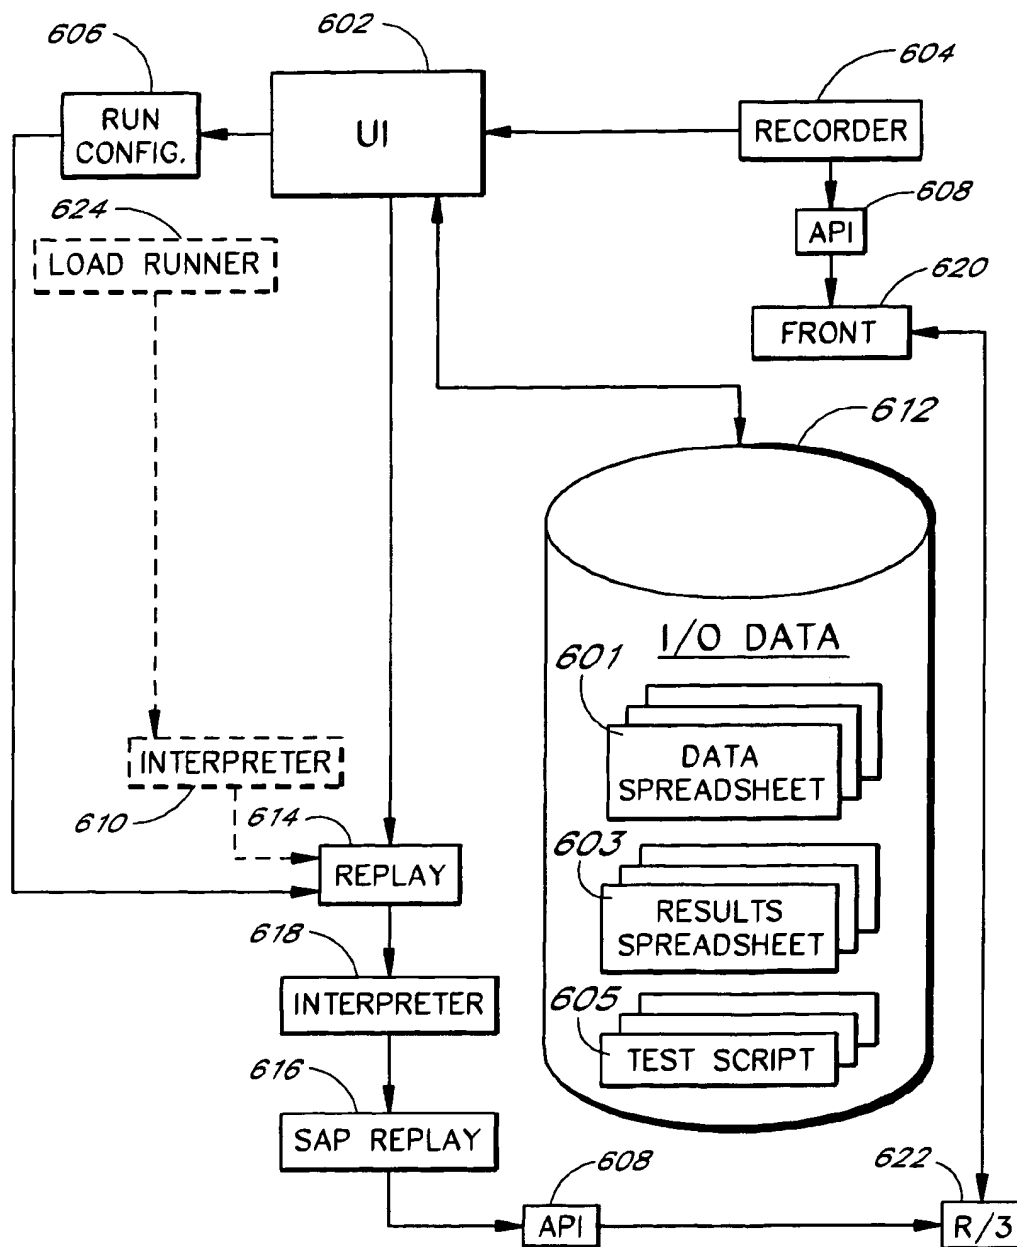 606
602
604
RUN
CONFIG.
UI
RECORDER
608
API
624
LOAD RUNNER
620
FRONT
612
I/O DATA
601
DATA
SPREADSHEET
INTERPRETER
610
614
REPLAY
603
RESULTS
SPREADSHEET
618
INTERPRETER
605
TEST SCRIPT
616
SAP REPLAY
608
API
622
R/3